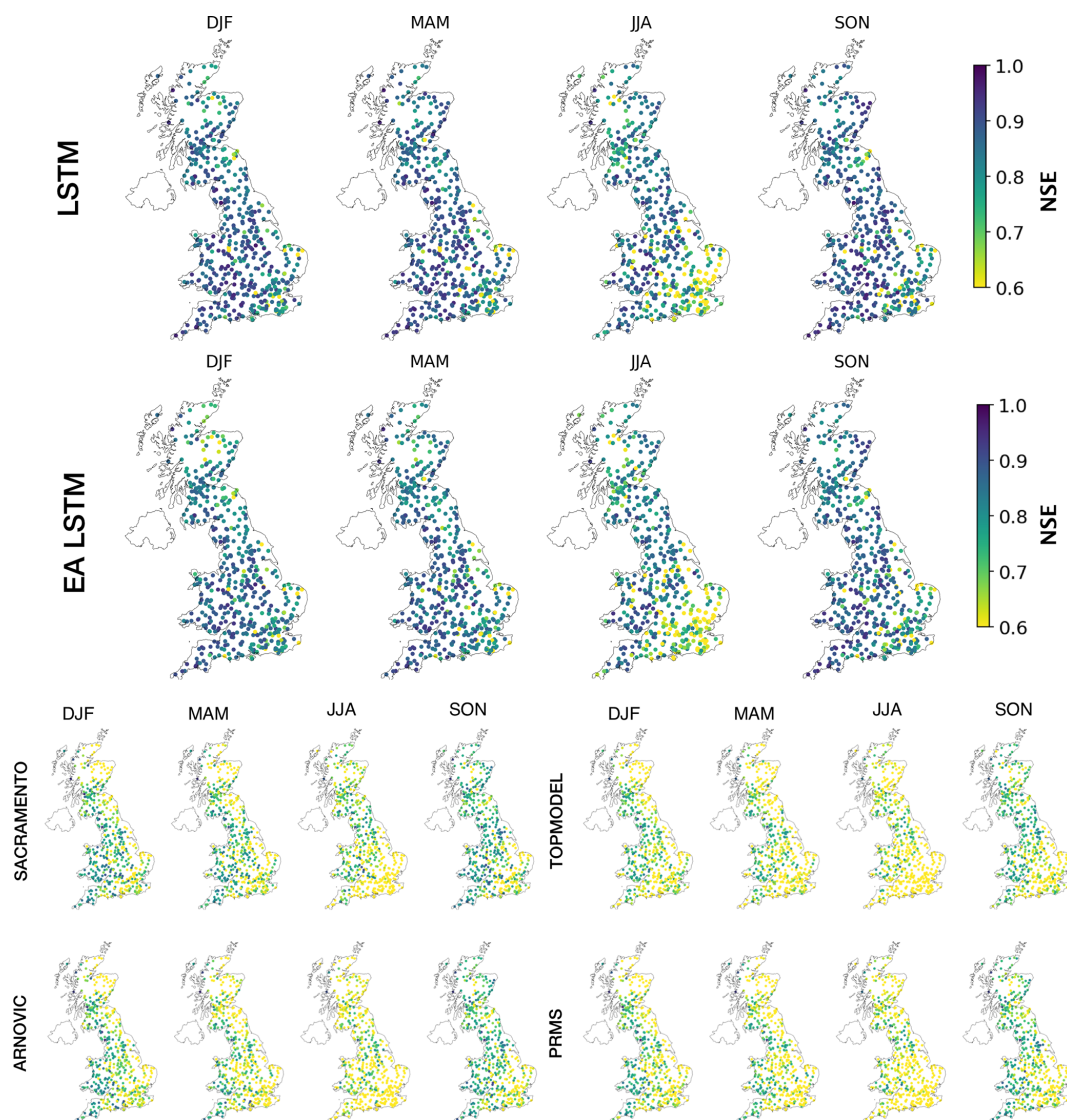 DJF MAM JJA SON
LSTM
1.0
0.9
0.8
0.7
0.6
NSE
DJF MAM JJA SON
EA LSTM
1.0
0.9
0.8
0.7
0.6
NSE
DJF MAM JJA SON DJF MAM JJA SON
SACRAMENTO
TOPMODEL
ARNOVIC
PRMS